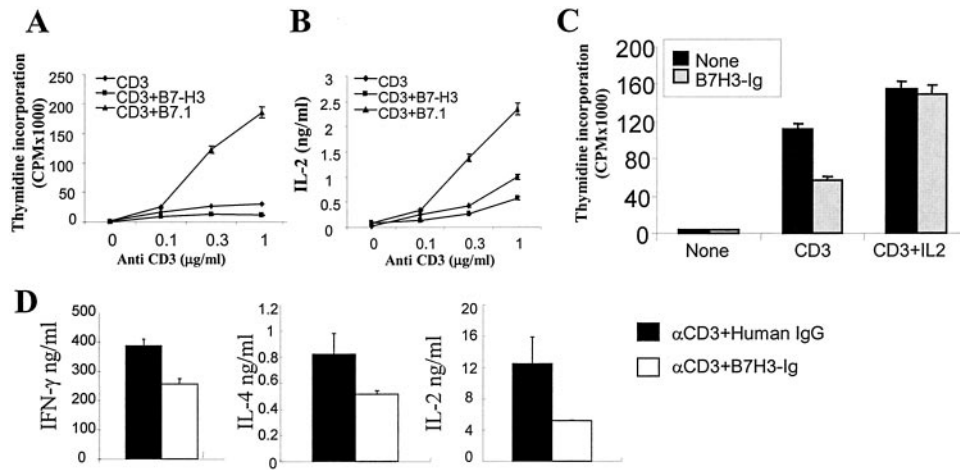 A
Thymidine incorporation
(CPMx1000)
250
200
150
100
50
0
CD3
CD3+B7-H3
CD3+B7.1
0 0.1 0.3 1
Anti CD3 (μg/ml)
B
IL-2 (ng/ml)
3
2.5
2
1.5
1
0.5
0
CD3
CD3+B7-H3
CD3+B7.1
0 0.1 0.3 1
Anti CD3 (μg/ml)
C
Thymidine incorporation
(CPMx1000)
200
160
120
80
40
0
None
B7H3-Ig
None CD3 CD3+IL2
D
IFN-γ ng/ml
500
400
300
200
100
0
IL-4 ng/ml
1.2
1
0.8
0.6
0.4
0.2
0
IL-2 ng/ml
20
16
12
8
4
0
αCD3+Human IgG
αCD3+B7H3-Ig